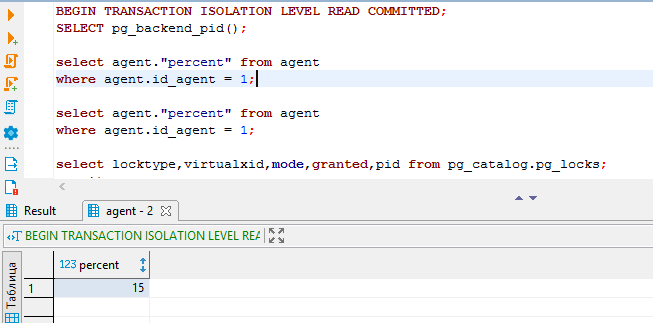 BEGIN TRANSACTION ISOLATION LEVEL READ COMMITTED;
SELECT pg_backend_pid();
select agent."percent" from agent
where agent.id_agent = 1;
select agent."percent" from agent
where agent.id_agent = 1;
select locktype,virtualxid,mode,granted,pid from pg_catalog.pg_locks;
Result
agent - 2
BEGIN TRANSACTION ISOLATION LEVEL REA
Таблица
123 percent
1 15